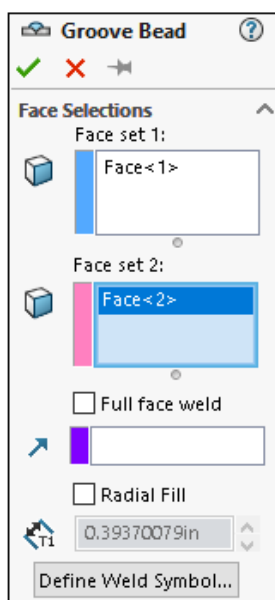 Groove Bead
Face Selections
Face set 1:
Face<1>
Face set 2:
Face<2>
Full face weld
Radial Fill
T1
0.39370079in
Define Weld Symbol...